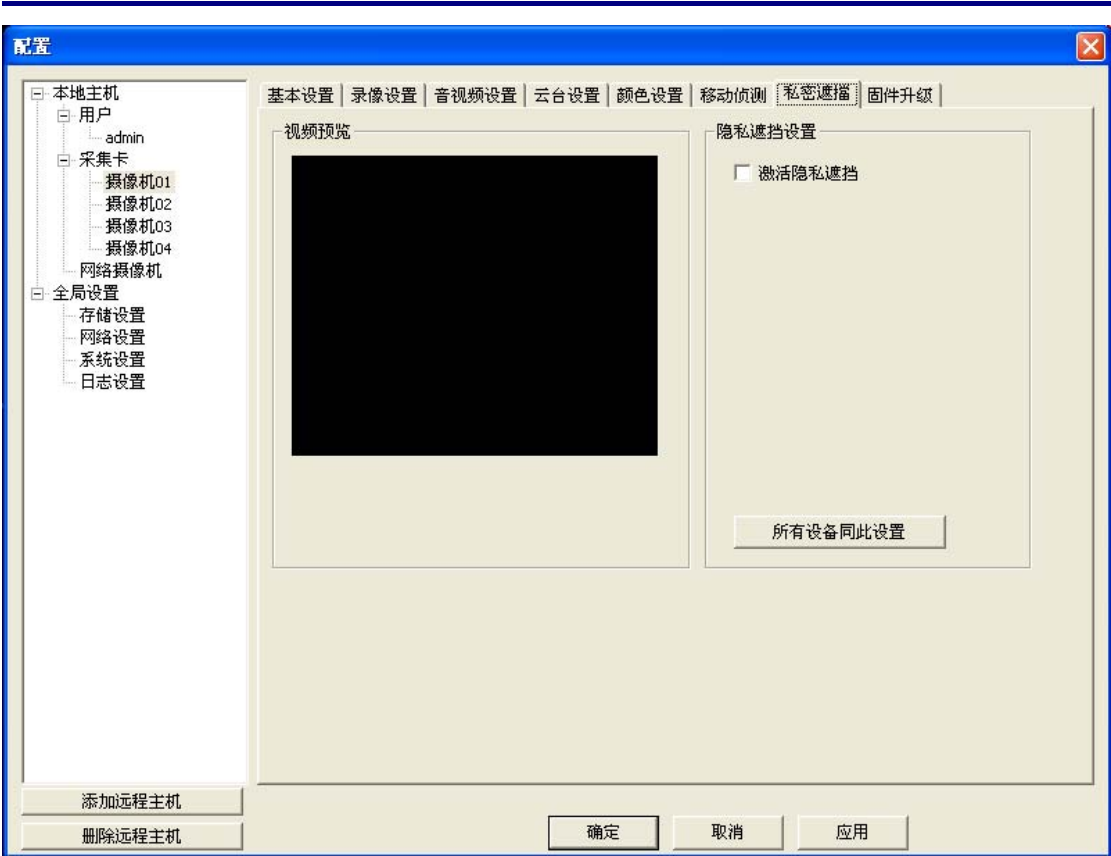 配置
本地主机
用户
admin
采集卡
摄像机01
摄像机02
摄像机03
摄像机04
网络摄像机
全局设置
存储设置
网络设置
系统设置
日志设置
添加远程主机
删除远程主机
基本设置 录像设置 音视频设置 云台设置 颜色设置 移动侦测 私密遮挡 固件升级
视频预览
隐私遮挡设置
激活隐私遮挡
所有设备同此设置
确定 取消 应用